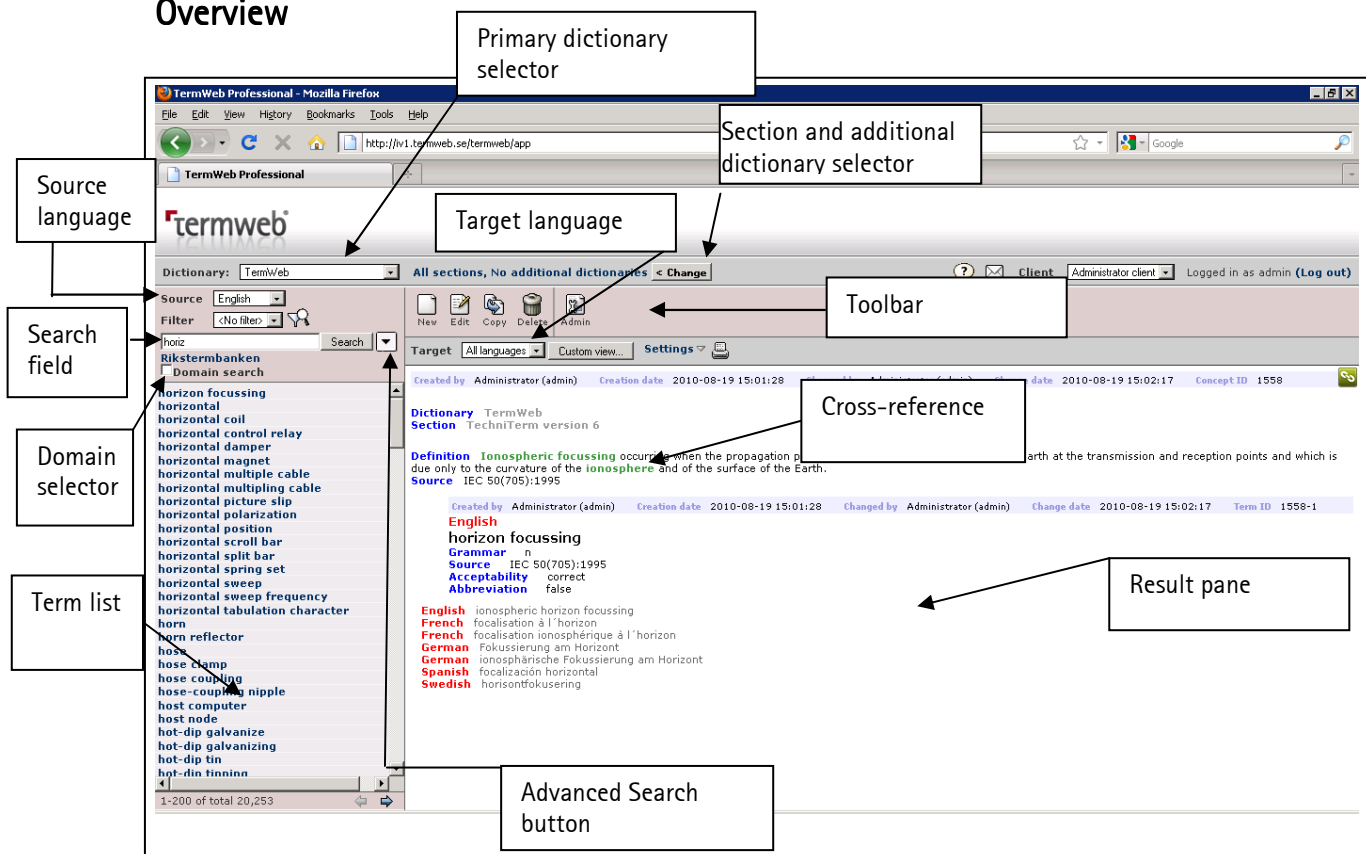 Overview
Primary dictionary
selector
TermWeb Professional - Mozilla Firefox
File Edit View History Bookmarks Tools Help
http://iv1.termweb.se/termweb/app
Google
Section and additional
dictionary selector
TermWeb Professional
Source
language
termweb
Target language
Dictionary: TermWeb
All sections, No additional dictionaries < Change
? Client Administrator client Logged in as admin (Log out)
Source English
Filter <No filter>
New Edit Copy Delete Admin
Toolbar
Search
field
horiz Search
Rikstermbanken
Domain search
Target All languages Custom view... Settings
Created by Administrator (admin) Creation date 2010-08-19 15:01:28 date 2010-08-19 15:02:17 Concept ID 1558
Cross-reference
Dictionary TermWeb
Section TechniTerm version 6
Definition Ionospheric focussing occurring when the propagation arth at the transmission and reception points and which is
due only to the curvature of the ionosphere and of the surface of the Earth.
Source IEC 50(705):1995
Created by Administrator (admin) Creation date 2010-08-19 15:01:28 Changed by Administrator (admin) Change date 2010-08-19 15:02:17 Term ID 1558-1
English
horizon focussing
Grammar n
Source IEC 50(705):1995
Acceptability correct
Abbreviation false
English ionospheric horizon focussing
French focalisation à l´horizon
French focalisation ionosphérique à l´horizon
German Fokussierung am Horizont
German ionosphärische Fokussierung am Horizont
Spanish focalización horizontal
Swedish horisontfokusering
Result pane
Domain
selector
Term list
horizon focussing
horizontal
horizontal coil
horizontal control relay
horizontal damper
horizontal magnet
horizontal multiple cable
horizontal multipling cable
horizontal picture slip
horizontal polarization
horizontal position
horizontal scroll bar
horizontal split bar
horizontal spring set
horizontal sweep
horizontal sweep frequency
horizontal tabulation character
horn
horn reflector
hose
hose clamp
hose coupling
hose-coupling nipple
host computer
host node
hot-dip galvanize
hot-dip galvanizing
hot-dip tin
hot-dip tinning
1-200 of total 20,253
Advanced Search
button